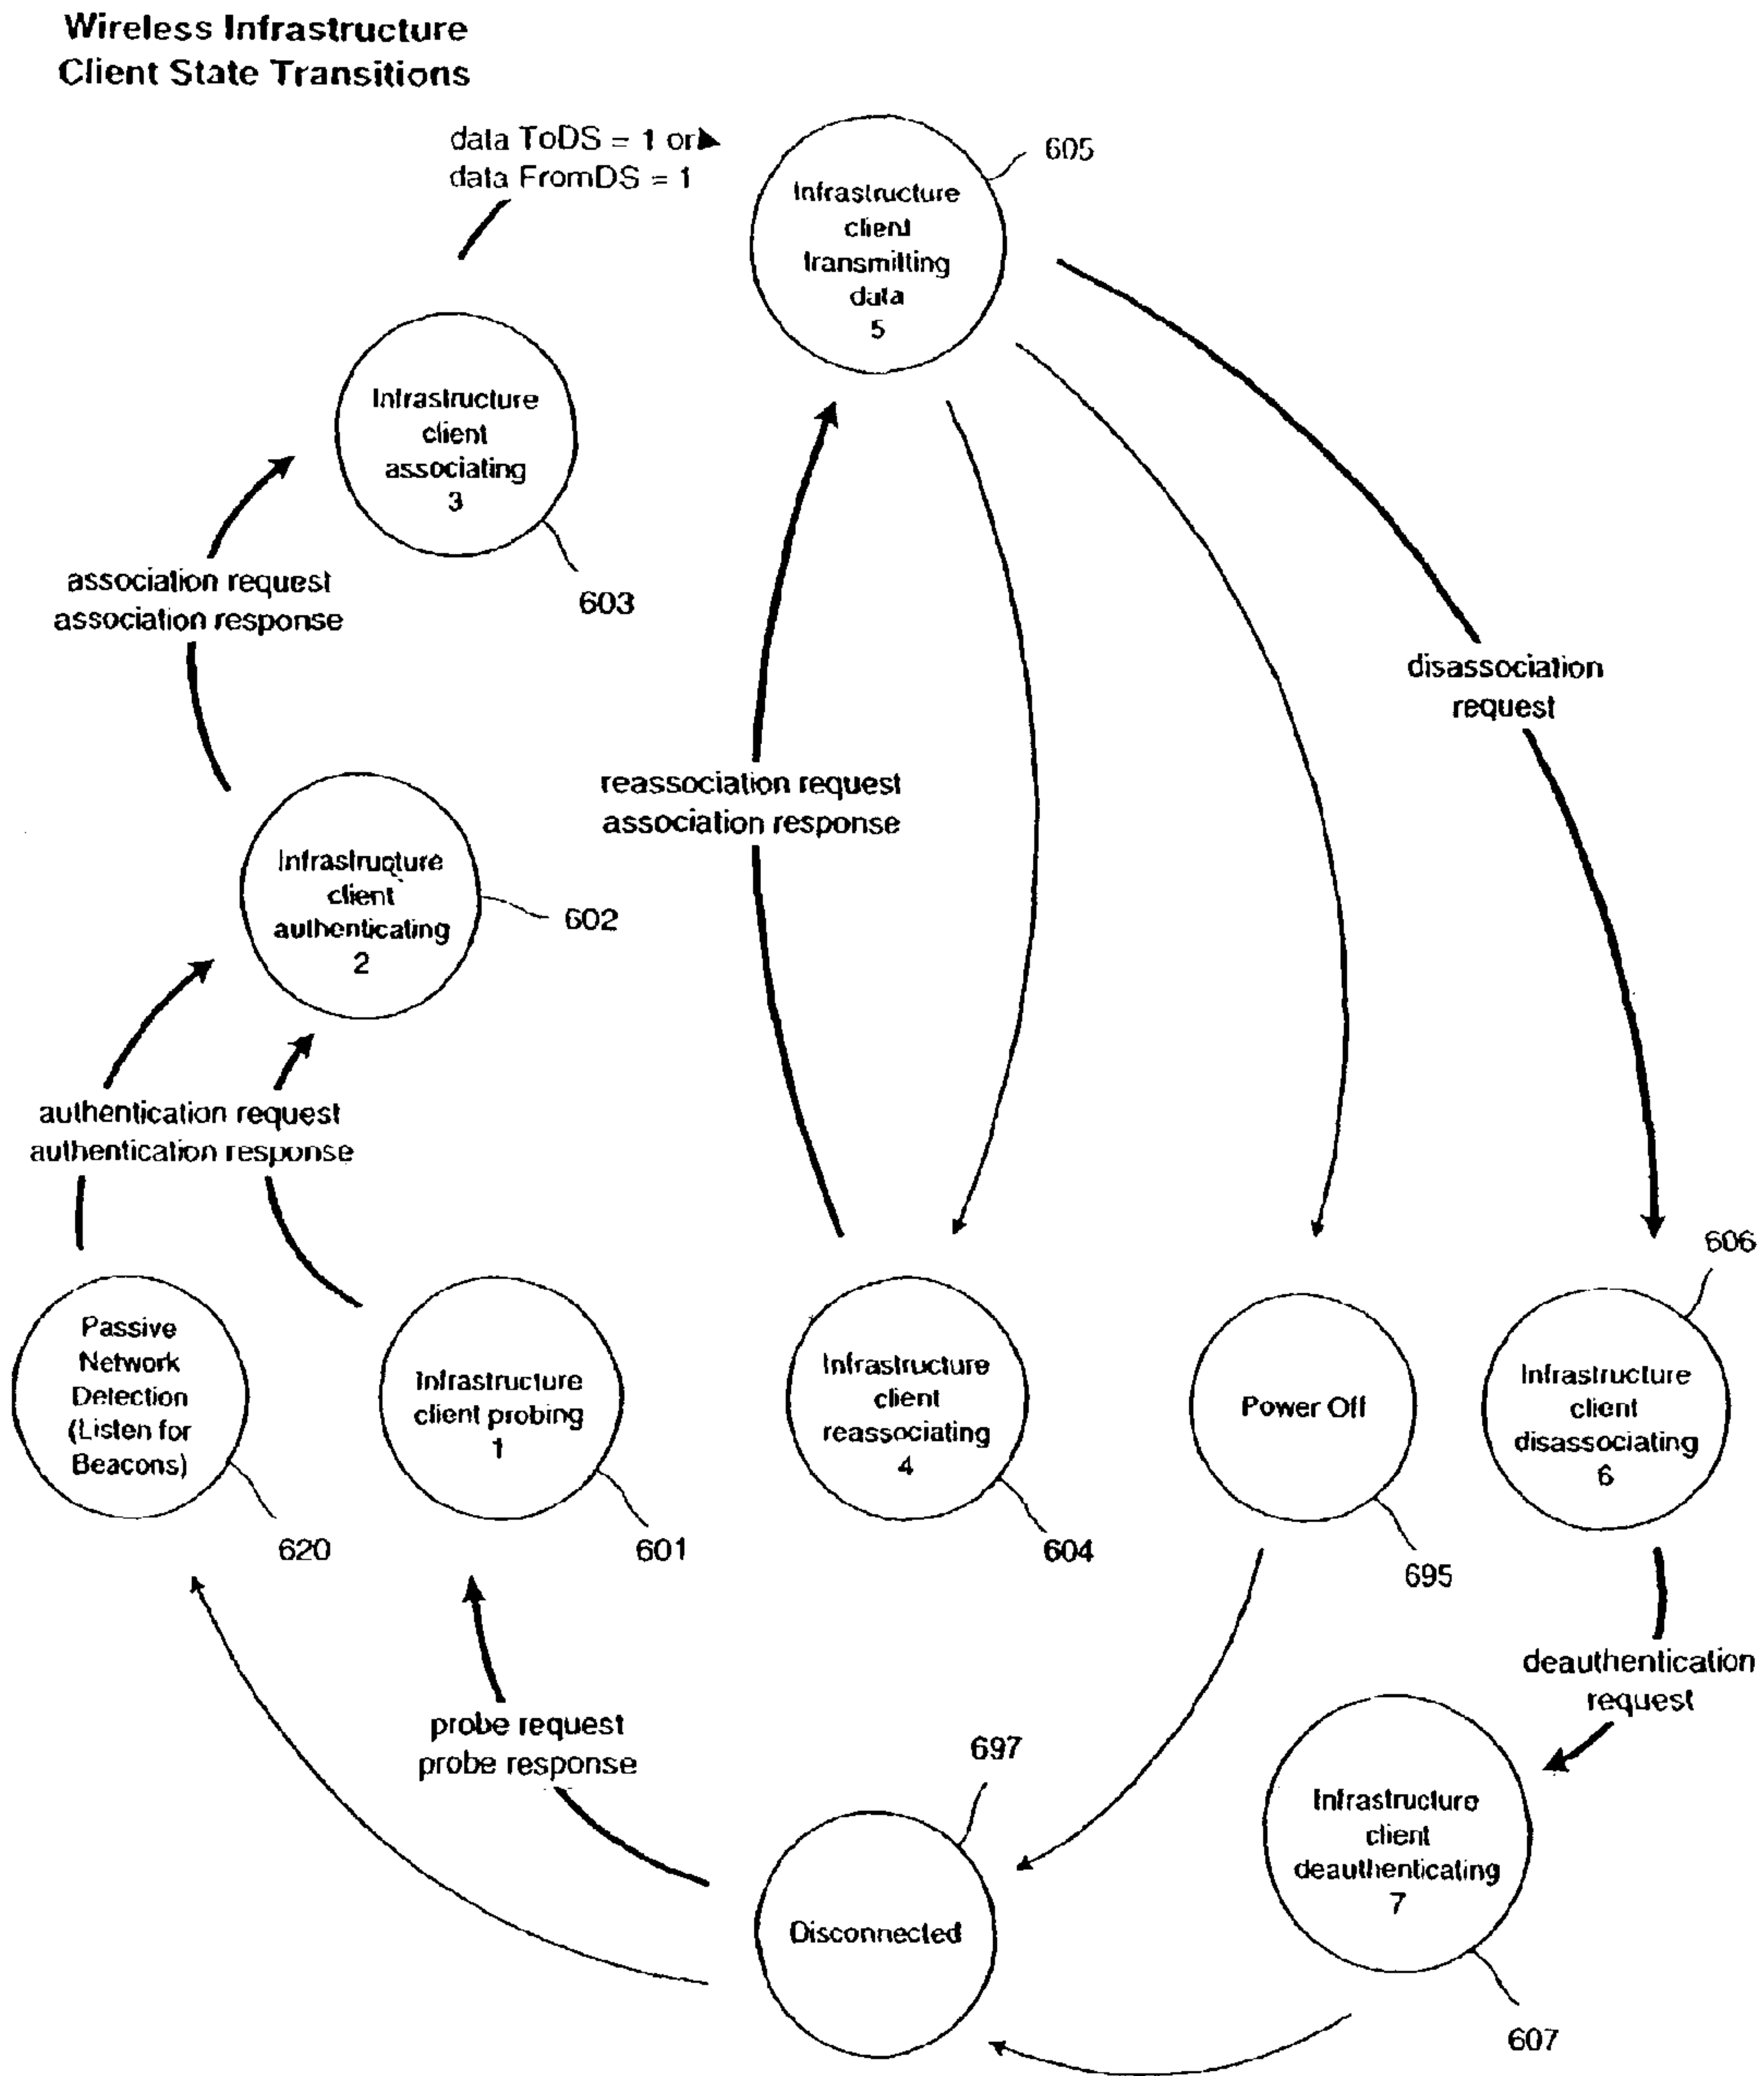 Wireless Infrastructure
Client State Transitions
data ToDS = 1 or
data FromDS = 1
605
Infrastructure
client
transmitting
data
5
Infrastructure
client
associating
3
603
association request
association response
disassociation
request
reassociation request
association response
Infrastructure
client
authenticating
2
602
authentication request
authentication response
606
Passive
Network
Detection
(Listen for
Beacons)
620
Infrastructure
client probing
1
601
Infrastructure
client
reassociating
4
604
Power Off
695
Infrastructure
client
disassociating
6
deauthentication
request
probe request
probe response
697
Disconnected
Infrastructure
client
deauthenticating
7
607